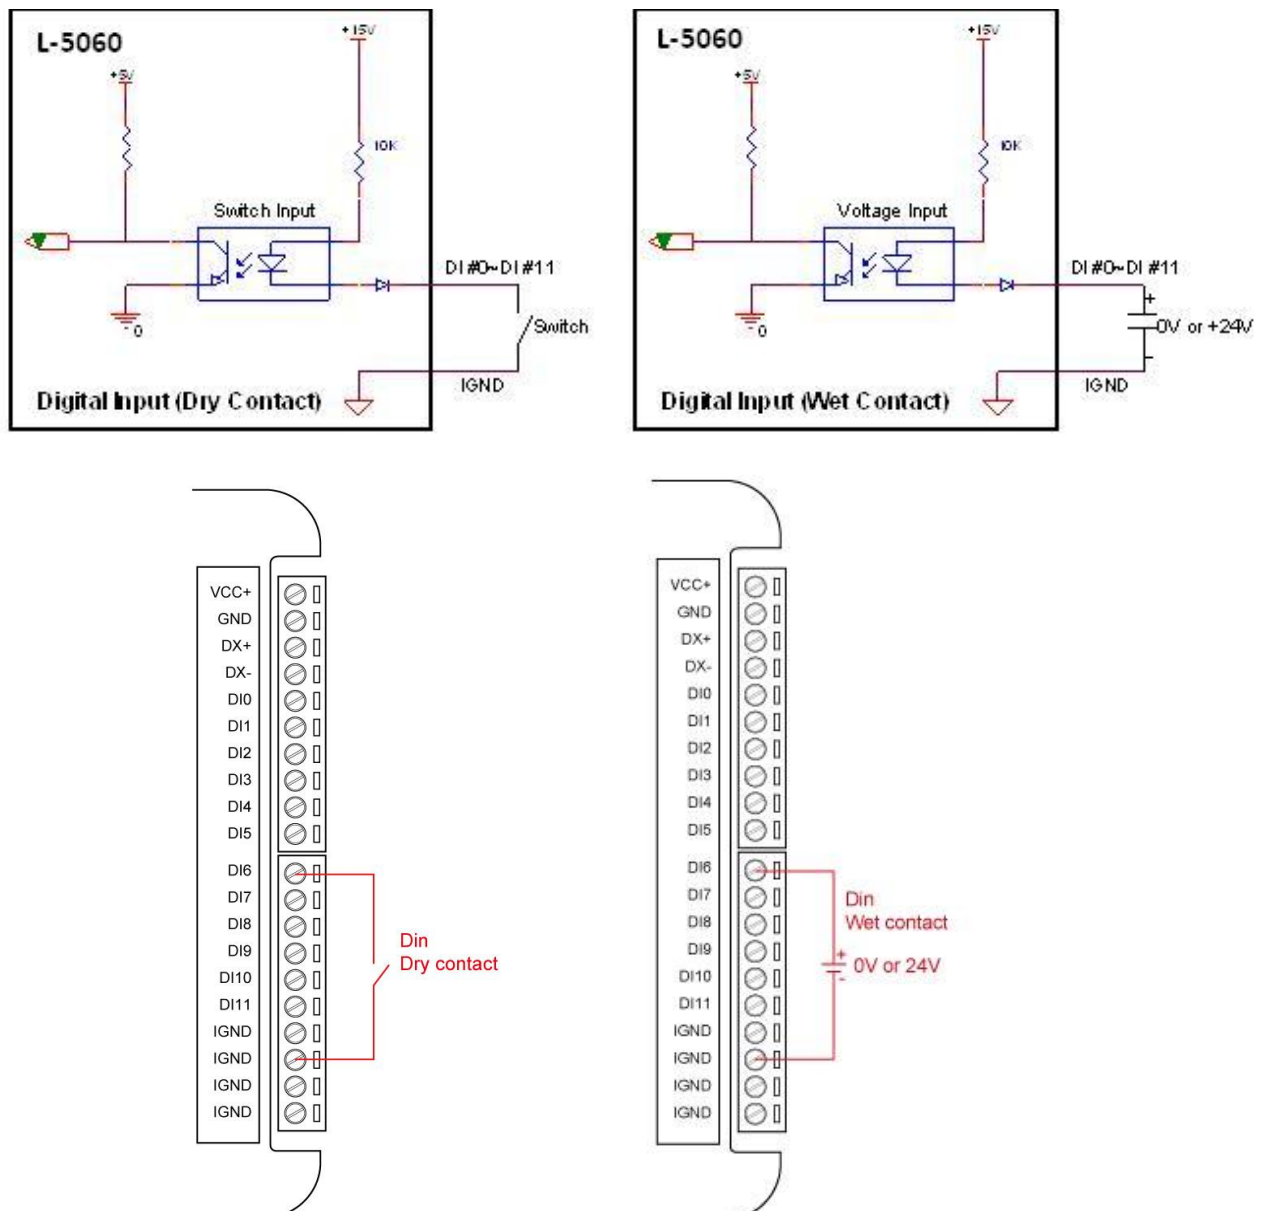 L-5060
+15V
+5V
10K
Switch Input
DI #0~DI #11
Switch
0
IGND
Digital Input (Dry Contact)
L-5060
+15V
+5V
10K
Voltage Input
DI #0~DI #11
+
0V or +24V
-
0
IGND
Digital Input (Wet Contact)
VCC+
GND
DX+
DX-
DI0
DI1
DI2
DI3
DI4
DI5
DI6
DI7
DI8
DI9
DI10
DI11
IGND
IGND
IGND
IGND
Din
Dry contact
VCC+
GND
DX+
DX-
DI0
DI1
DI2
DI3
DI4
DI5
DI6
DI7
DI8
DI9
DI10
DI11
IGND
IGND
IGND
IGND
Din
Wet contact
+
0V or 24V
-